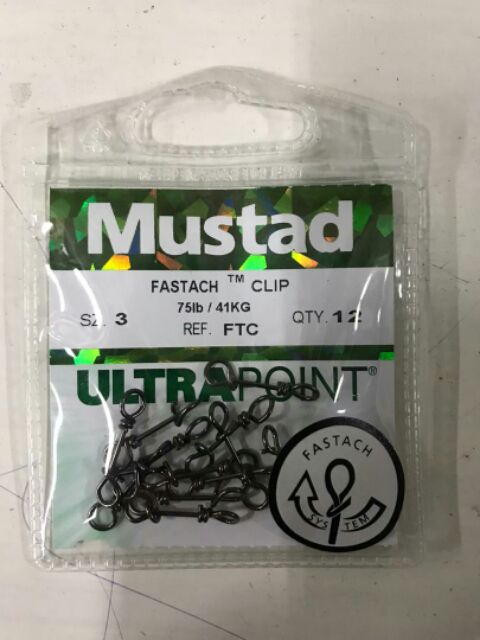 Mustad
FASTACH ™ CLIP
75lb / 41KG
SZ. 3
REF. FTC
QTY. 12
ULTRAPOINT®
FASTACH
SYSTEM